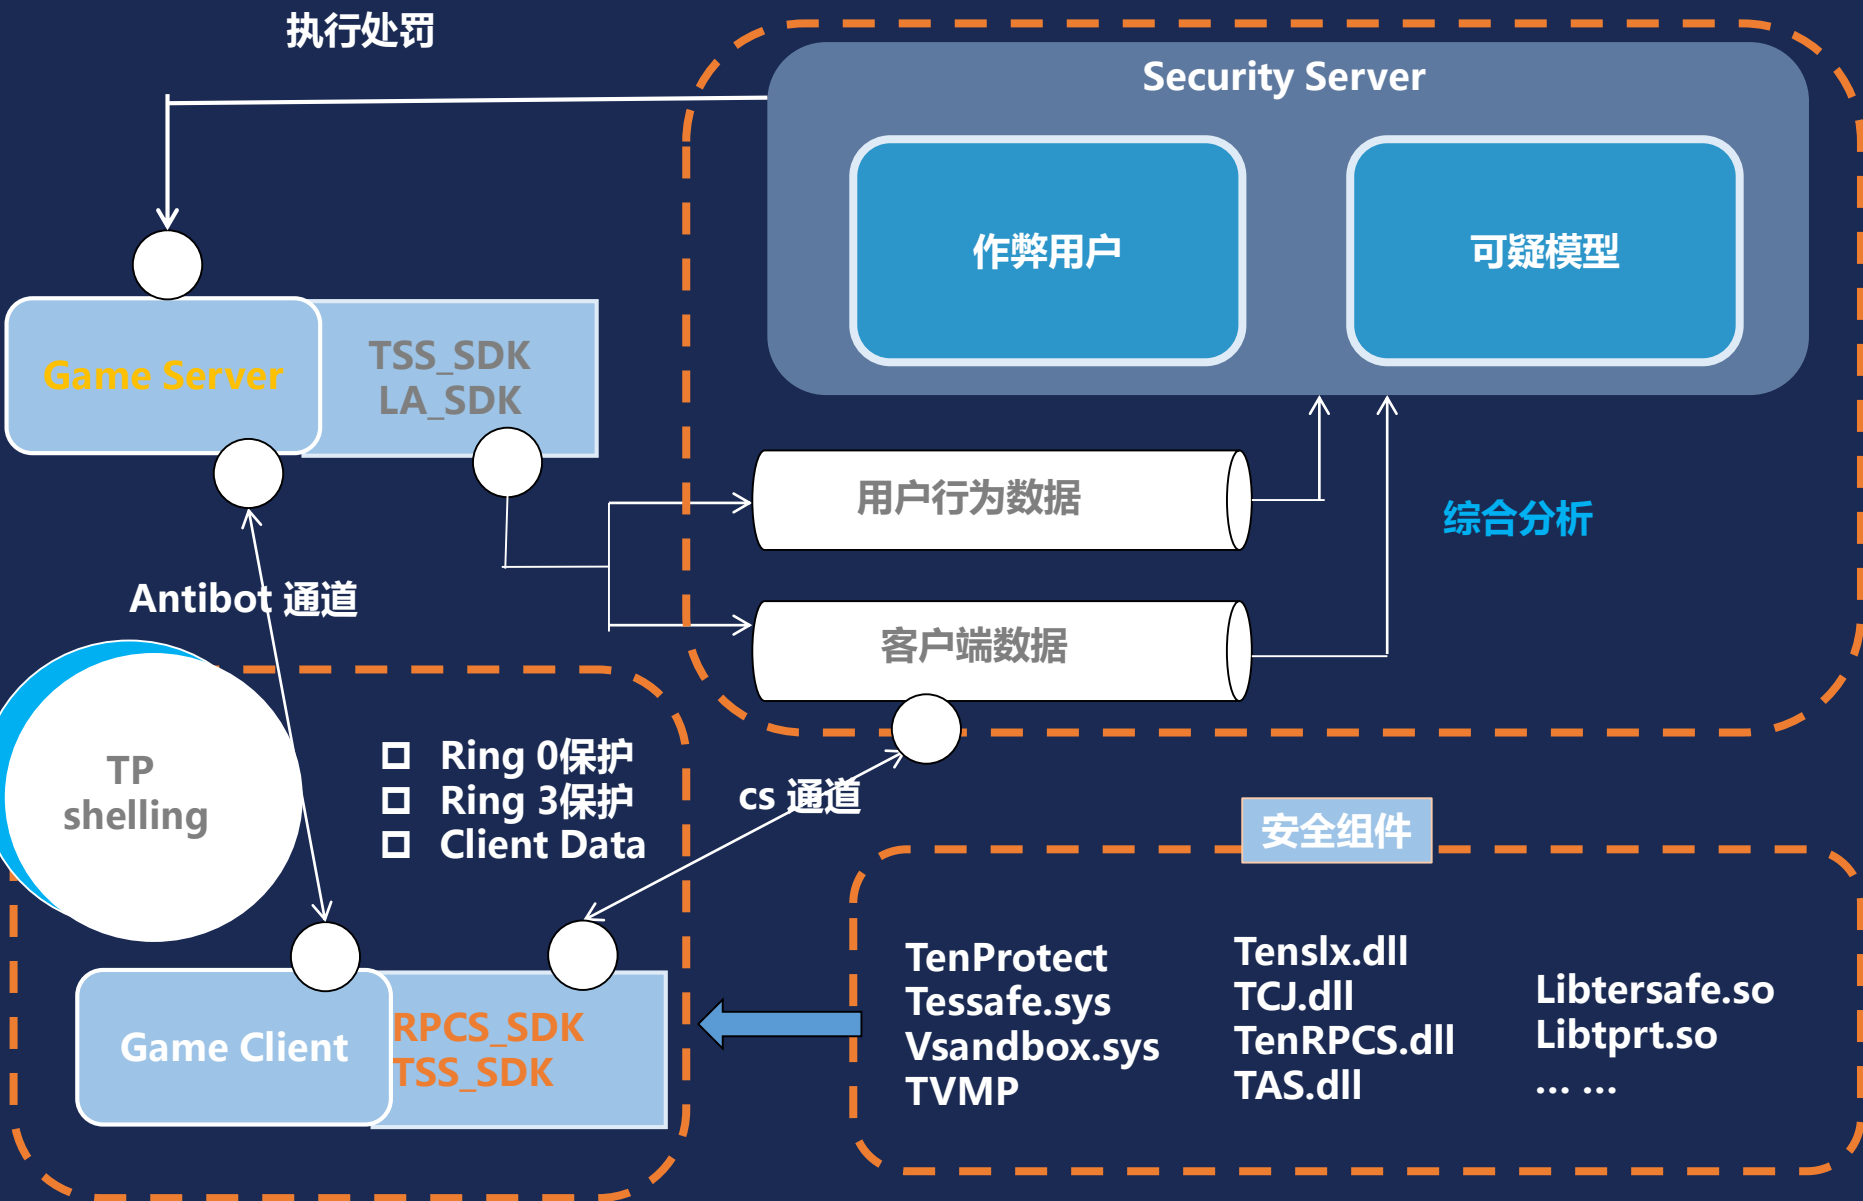 执行处罚
Security Server
作弊用户
可疑模型
Game Server
TSS_SDK
LA_SDK
用户行为数据
综合分析
Antibot 通道
客户端数据
TP
shelling
Ring 0保护
Ring 3保护
Client Data
cs 通道
安全组件
Game Client
RPCS_SDK
TSS_SDK
TenProtect
Tessafe.sys
Vsandbox.sys
TVMP
Tenslx.dll
TCJ.dll
TenRPCS.dll
TAS.dll
Libtersafe.so
Libtprt.so
... ...